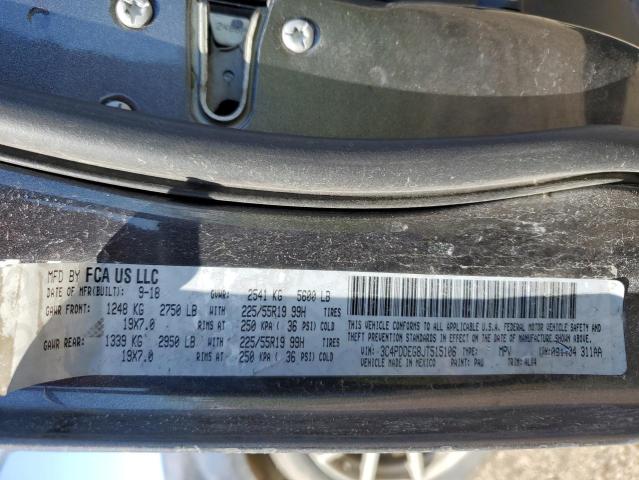 MFD BY FCA US LLC
DATE OF MFR(BUILT): 9-18 GVWR: 2541 KG 5600 LB
GAWR FRONT: 1248 KG 2750 LB WITH 225/55R19 99H TIRES
19X7.0 RIMS AT 250 KPA( 36 PSI) COLD
GAWR REAR: 1339 KG 2950 LB WITH 225/55R19 99H TIRES
19X7.0 RIMS AT 250 KPA( 36 PSI) COLD
THIS VEHICLE CONFORMS TO ALL APPLICABLE U.S.A. FEDERAL MOTOR VEHICLE SAFETY, BUMPER, AND
THEFT PREVENTION STANDARDS IN EFFECT ON THE DATE OF MANUFACTURE SHOWN ABOVE.
VIN: 3C4PDDEG8JT515106 TYPE: MPV 311AA
VEHICLE MADE IN MEXICO PAINT: PAU TRIM: